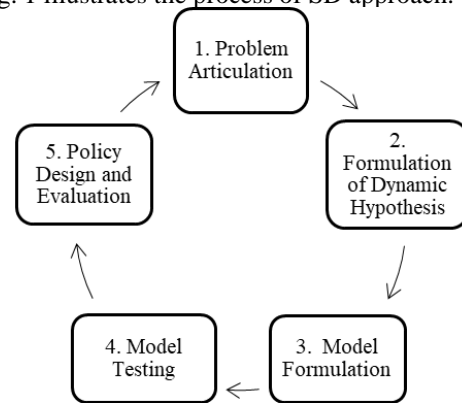 g. 1 illustrates the process of SD approach.
1. Problem
Articulation
2.
Formulation
of Dynamic
Hypothesis
3. Model
Formulation
4. Model
Testing
5. Policy
Design and
Evaluation